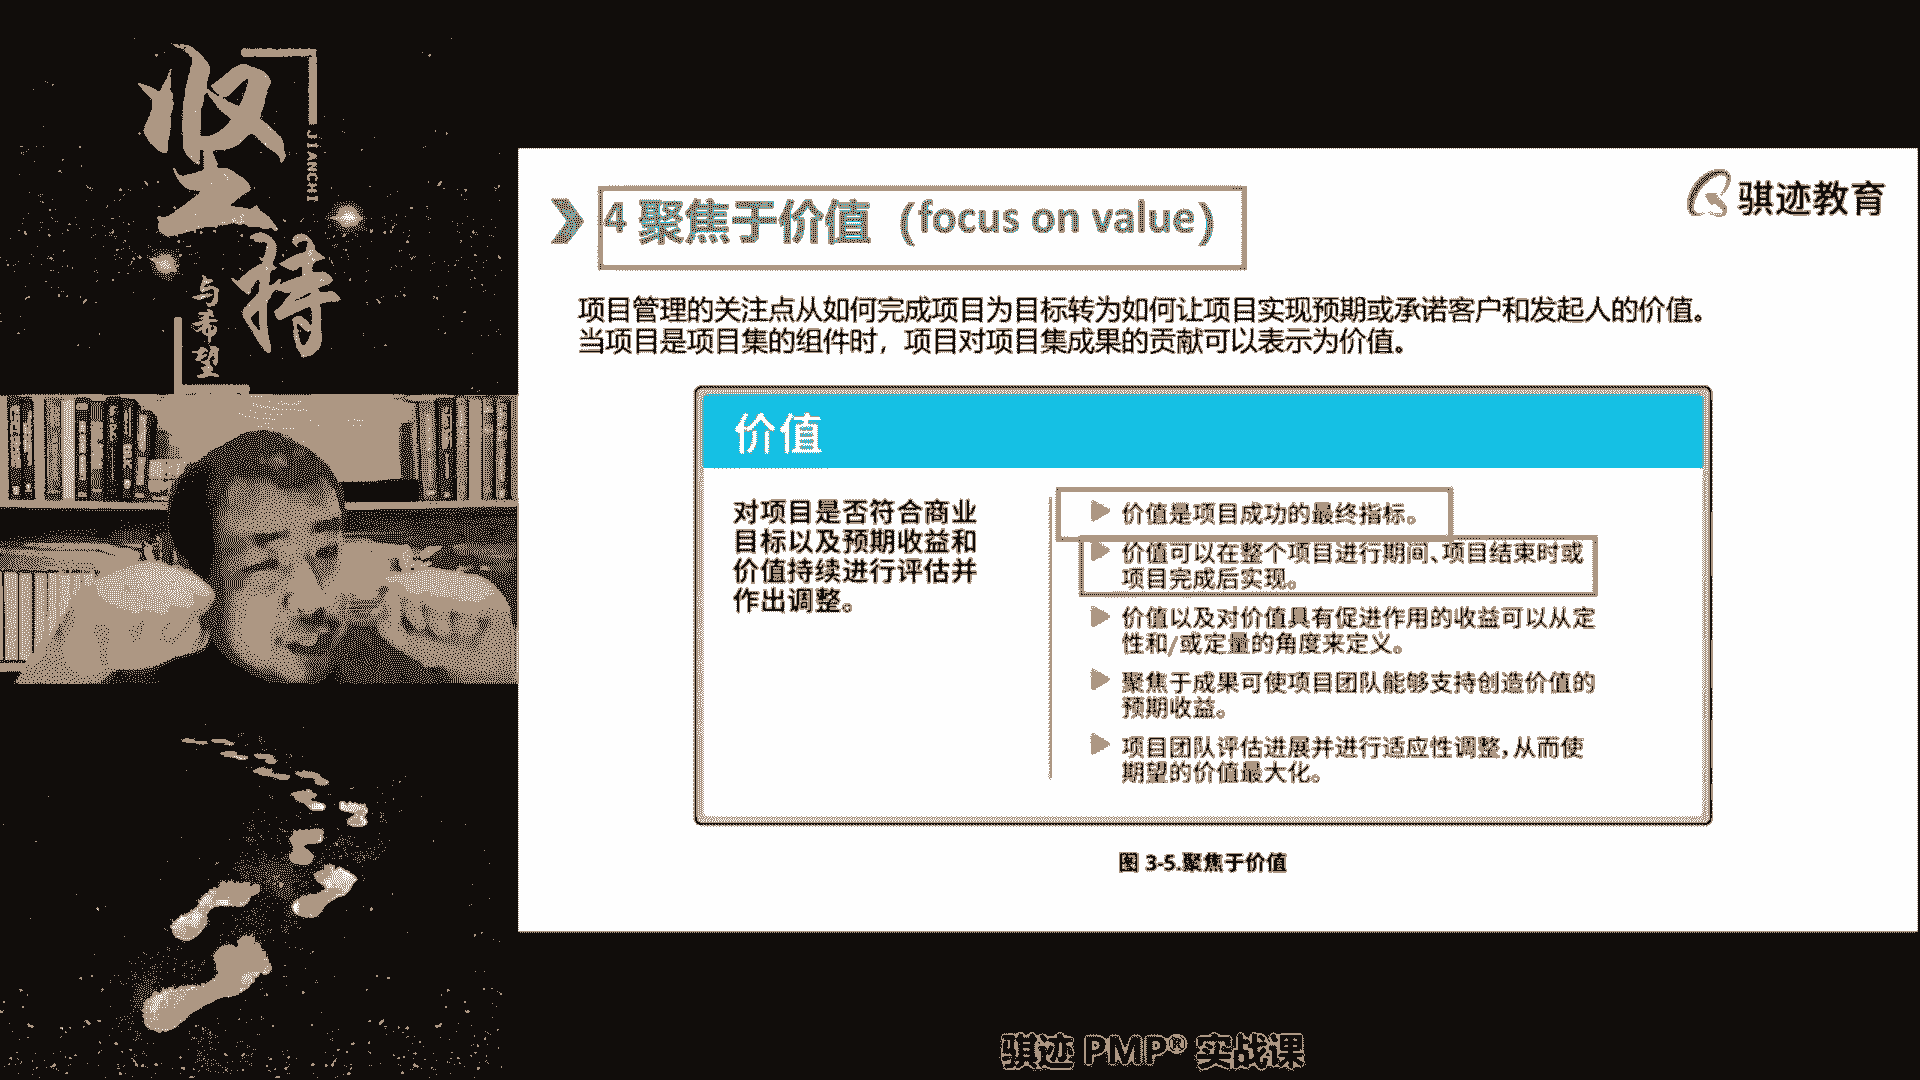 坚持
JIANCHI
与希望
骐迹教育
4 聚焦于价值（focus on value）
项目管理的关注点从如何完成项目为目标转为如何让项目实现预期或承诺客户和发起人的价值。
当项目是项目集的组件时，项目对项目集成果的贡献可以表示为价值。
价值
对项目是否符合商业
目标以及预期收益和
价值持续进行评估并
作出调整。
价值是项目成功的最终指标。
价值可以在整个项目进行期间、项目结束时或
项目完成后实现。
价值以及对价值具有促进作用的收益可以从定
性和/或定量的角度来定义。
聚焦于成果可使项目团队能够支持创造价值的
预期收益。
项目团队评估进展并进行适应性调整，从而使
期望的价值最大化。
图 3-5.聚焦于价值
骐迹 PMP® 实战课